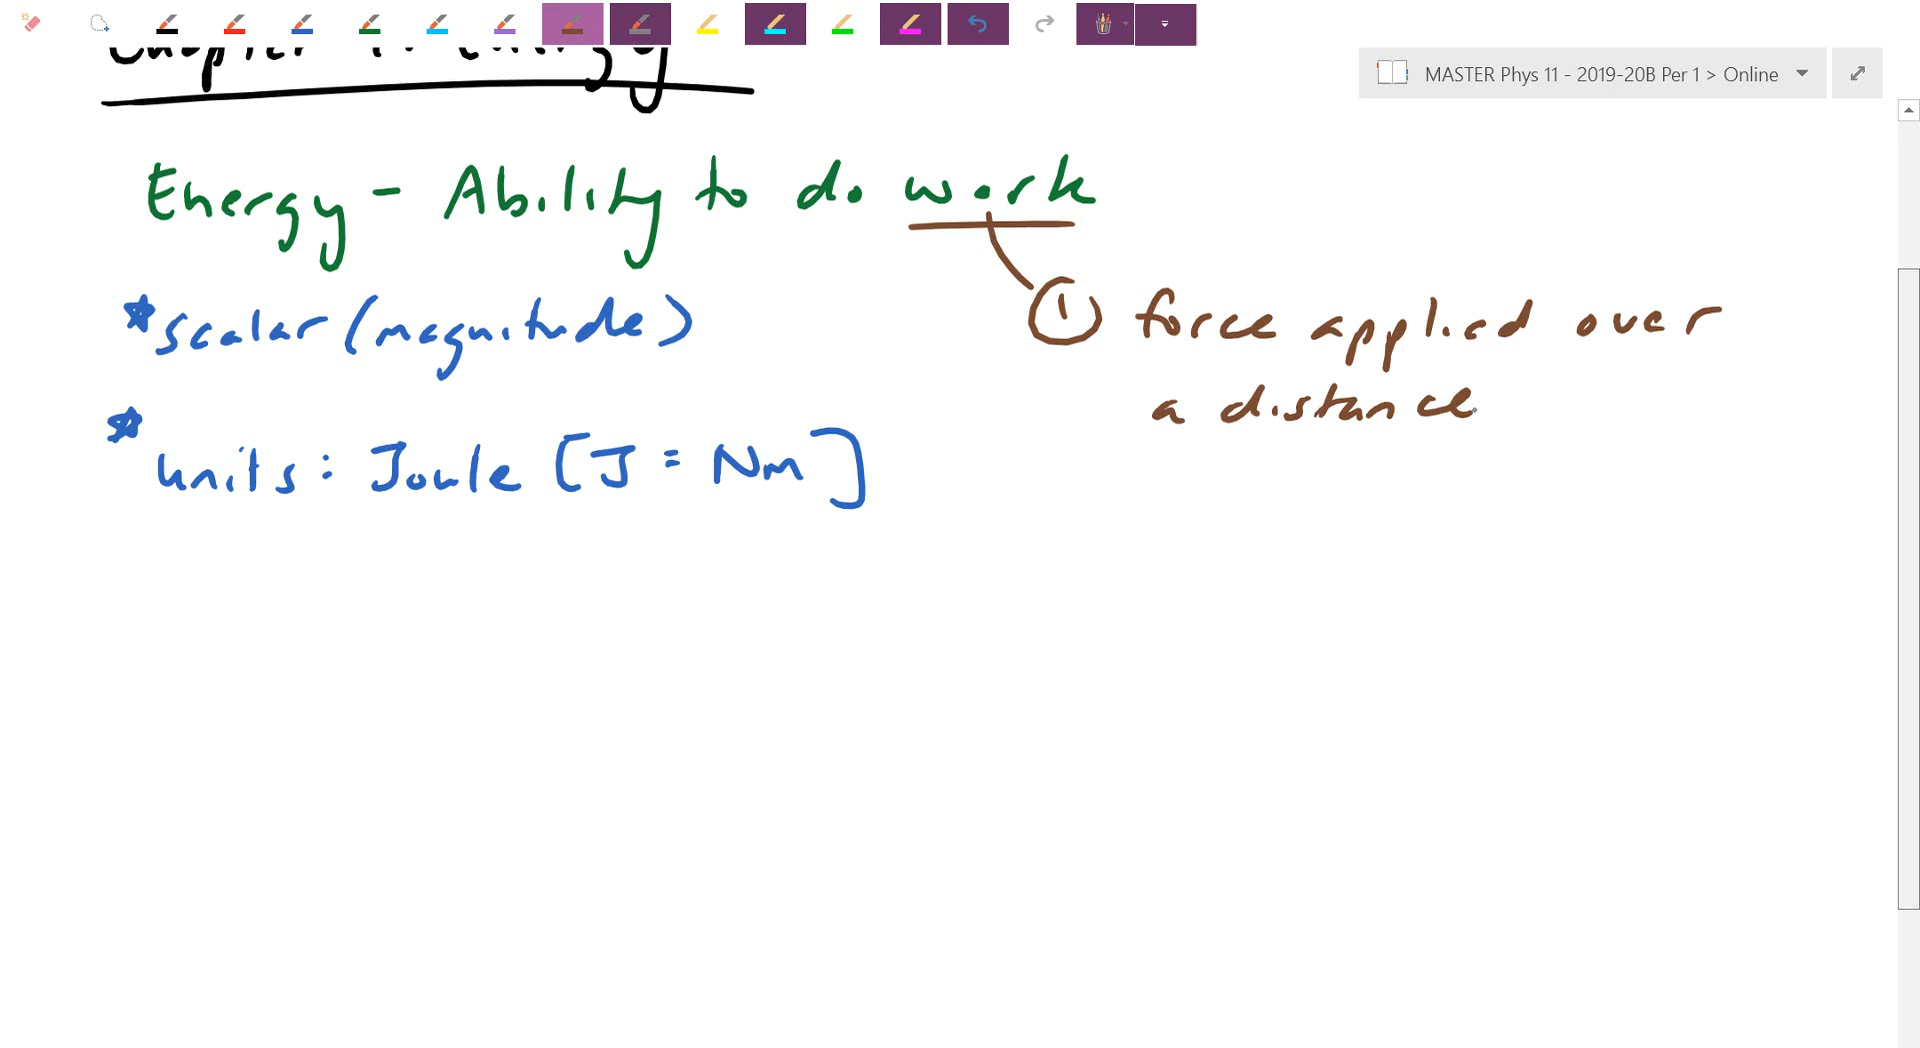 MASTER Phys 11 - 2019-20B Per 1 > Online
Energy - Ability to do work
*scalar (magnitude)
① force applied over
a distance
* units: Joule [J = Nm]